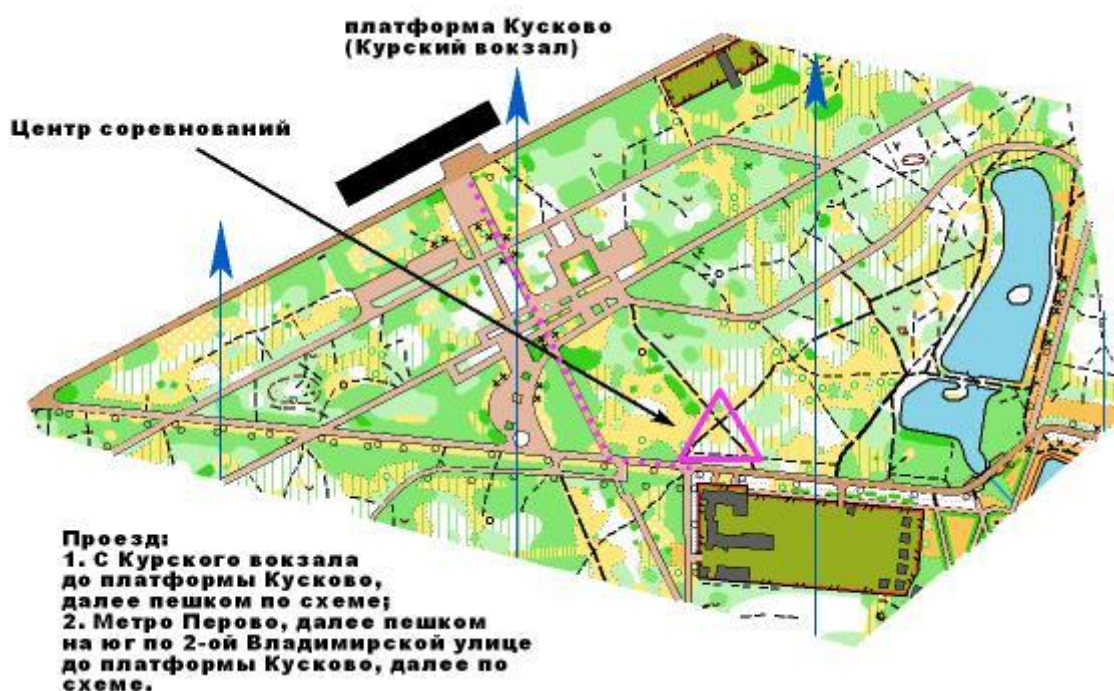 платформа Кусково
(Курский вокзал)
Центр соревнований
Проезд:
1. С Курского вокзала
до платформы Кусково,
далее пешком по схеме;
2. Метро Перово, далее пешком
на юг по 2-ой Владимирской улице
до платформы Кусково, далее по
схеме.